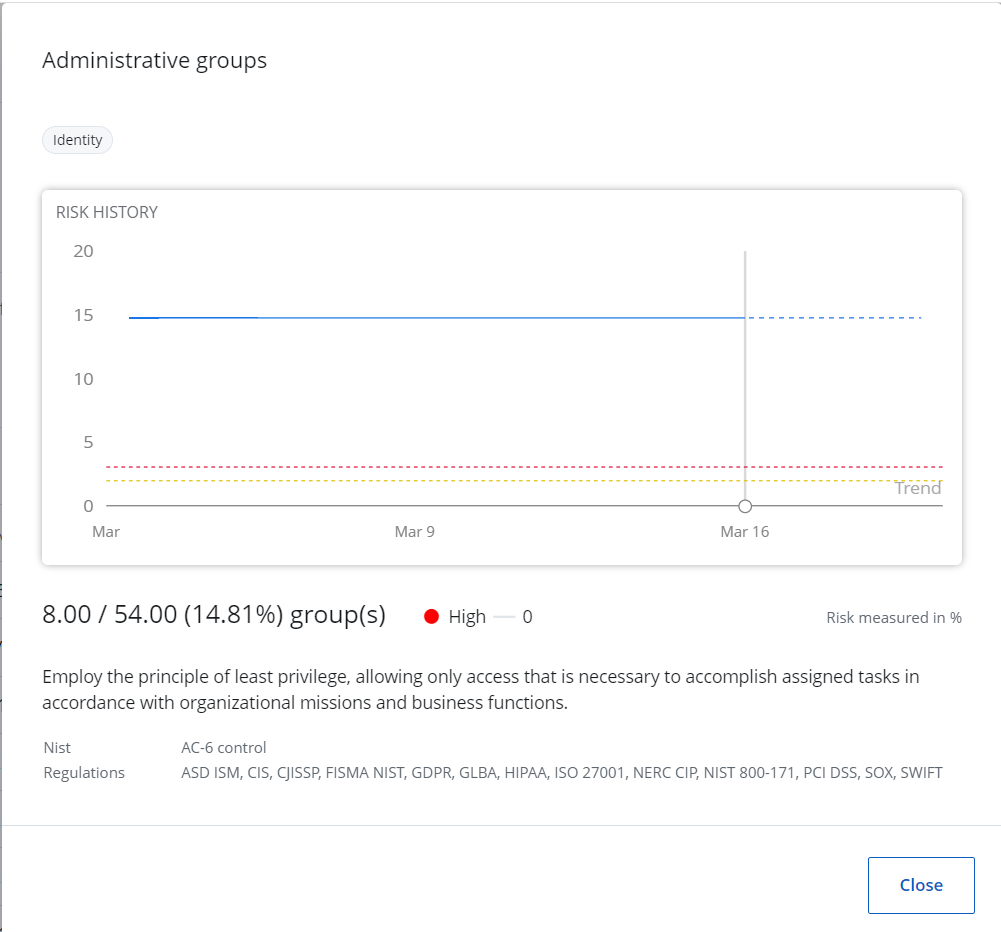 Administrative groups
Identity
RISK HISTORY
20
15
10
5
0
Trend
Mar
Mar 9
Mar 16
8.00 / 54.00 (14.81%) group(s)
High — 0
Risk measured in %
Employ the principle of least privilege, allowing only access that is necessary to accomplish assigned tasks in
accordance with organizational missions and business functions.
Nist AC-6 control
Regulations ASD ISM, CIS, CJISSP, FISMA NIST, GDPR, GLBA, HIPAA, ISO 27001, NERC CIP, NIST 800-171, PCI DSS, SOX, SWIFT
Close